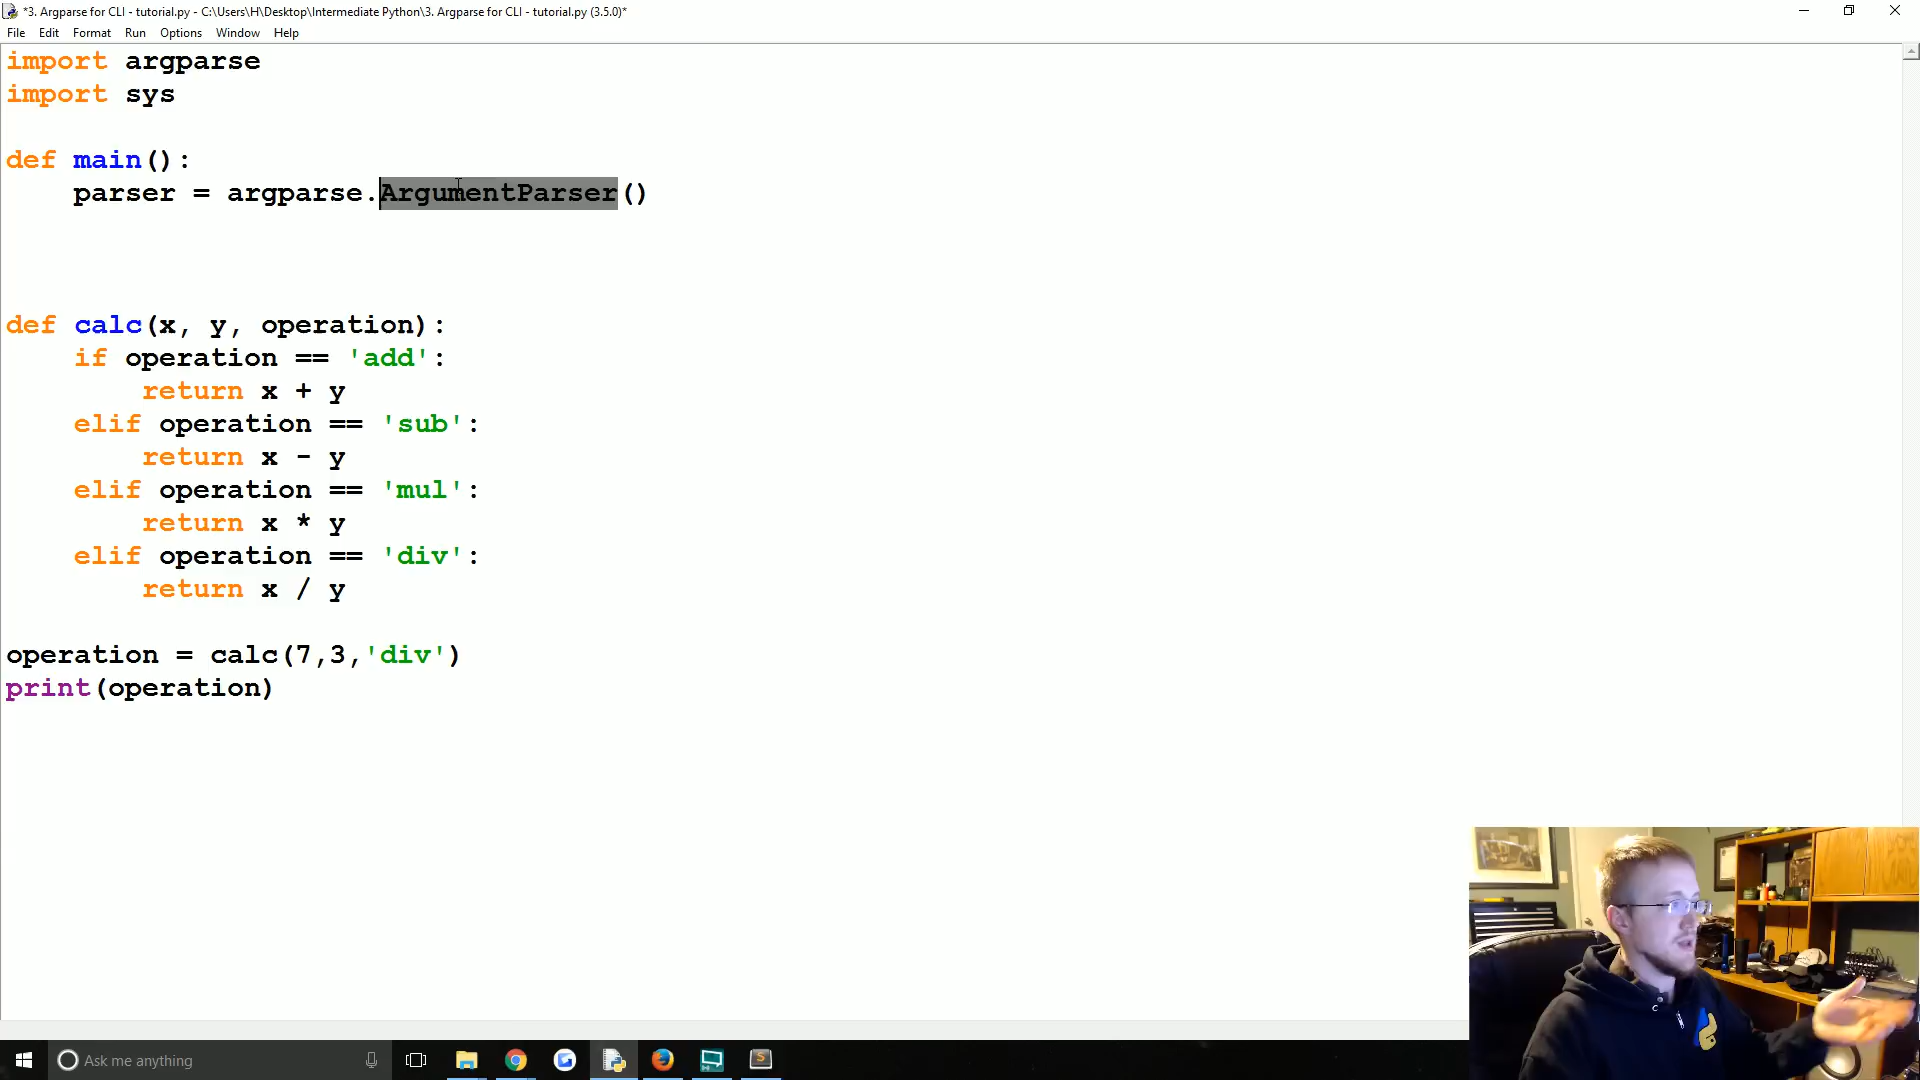 *3. Argparse for CLI - tutorial.py - C:\Users\H\Desktop\Intermediate Python\3. Argparse for CLI - tutorial.py (3.5.0)*
File Edit Format Run Options Window Help
import argparse
import sys
def main():
    parser = argparse.ArgumentParser()
def calc(x, y, operation):
    if operation == 'add':
        return x + y
    elif operation == 'sub':
        return x - y
    elif operation == 'mul':
        return x * y
    elif operation == 'div':
        return x / y
operation = calc(7,3,'div')
print(operation)
Ask me anything